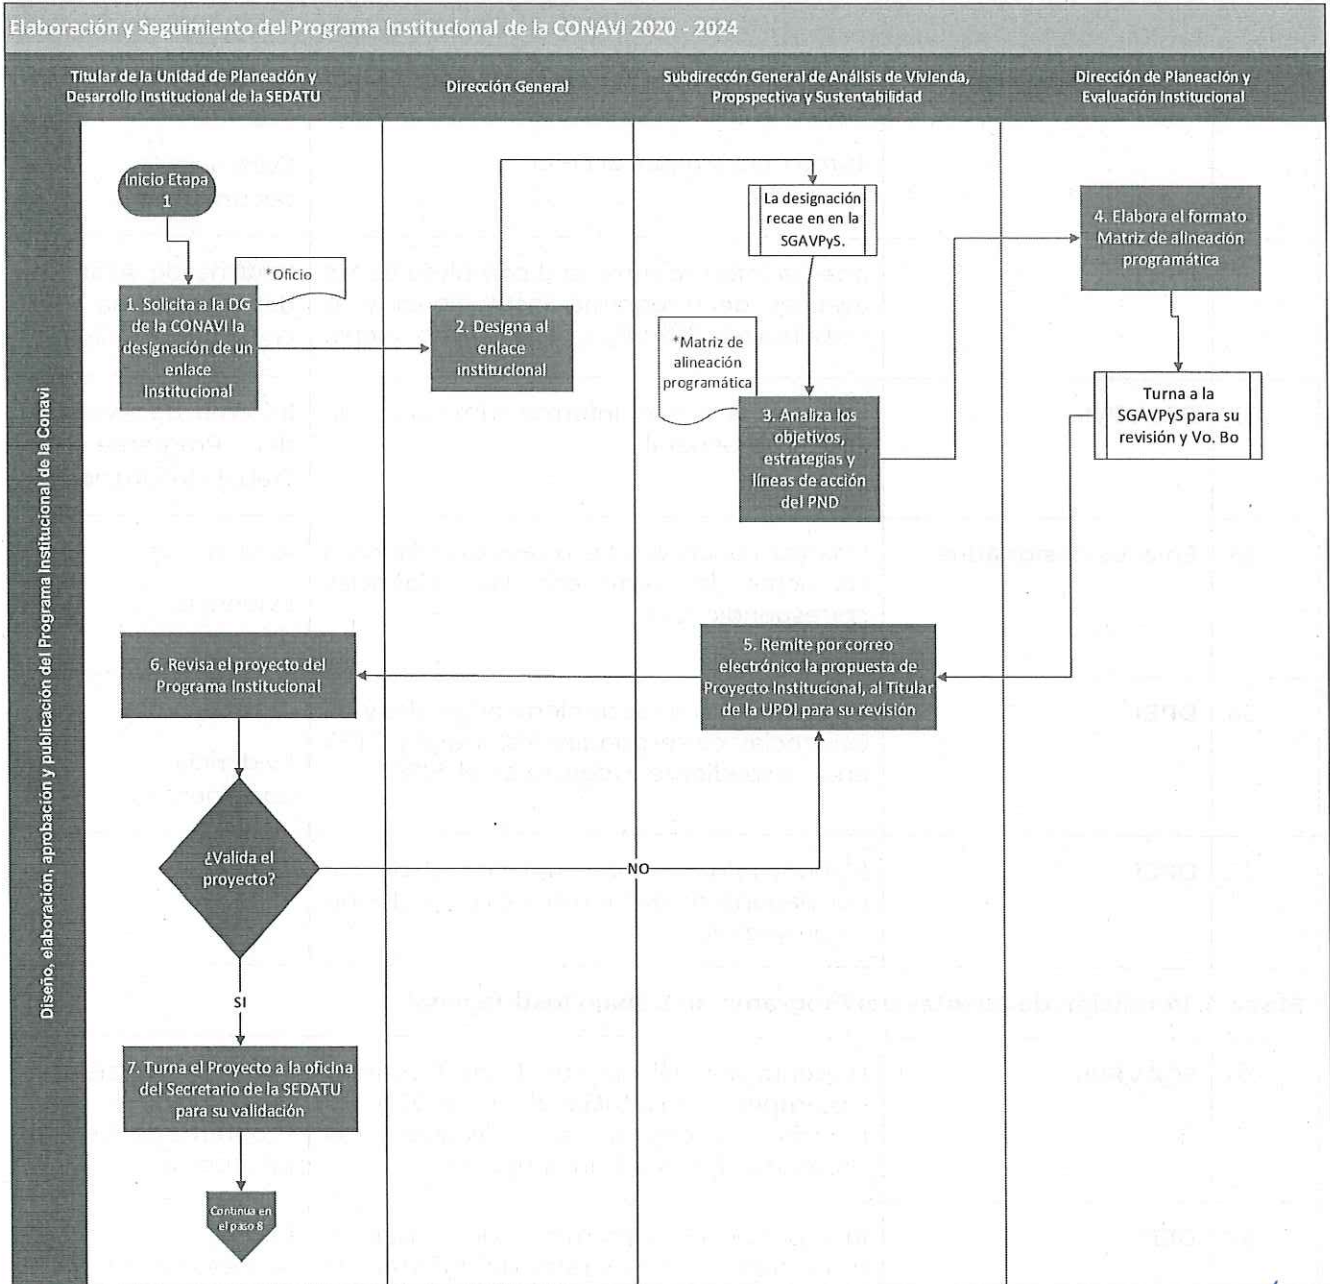 Elaboración y Seguimiento del Programa Institucional de la CONAVI 2020 - 2024
Titular de la Unidad de Planeación y
Desarrollo Institucional de la SEDATU
Dirección General
Subdireccón General de Análisis de Vivienda,
Propspectiva y Sustentabilidad
Dirección de Planeación y
Evaluación Institucional
Diseño, elaboración, aprobación y publicación del Programa Institucional de la Conavi
Inicio Etapa
1
*Oficio
1. Solicita a la DG
de la CONAVI la
designación de un
enlace
Institucional
2. Designa al
enlace
institucional
La designación
recae en en la
SGAVPyS.
*Matriz de
alineación
programática
3. Analiza los
objetivos,
estrategias y
líneas de acción
del PND
4. Elabora el formato
Matriz de alineación
programática
Turna a la
SGAVPyS para su
revisión y Vo. Bo
5. Remite por correo
electrónico la propuesta de
Proyecto Institucional, al Titular
de la UPDI para su revisión
6. Revisa el proyecto del
Programa Institucional
¿Valida el
proyecto?
NO
SI
7. Turna el Proyecto a la oficina
del Secretario de la SEDATU
para su validación
Continua en
el paso 8